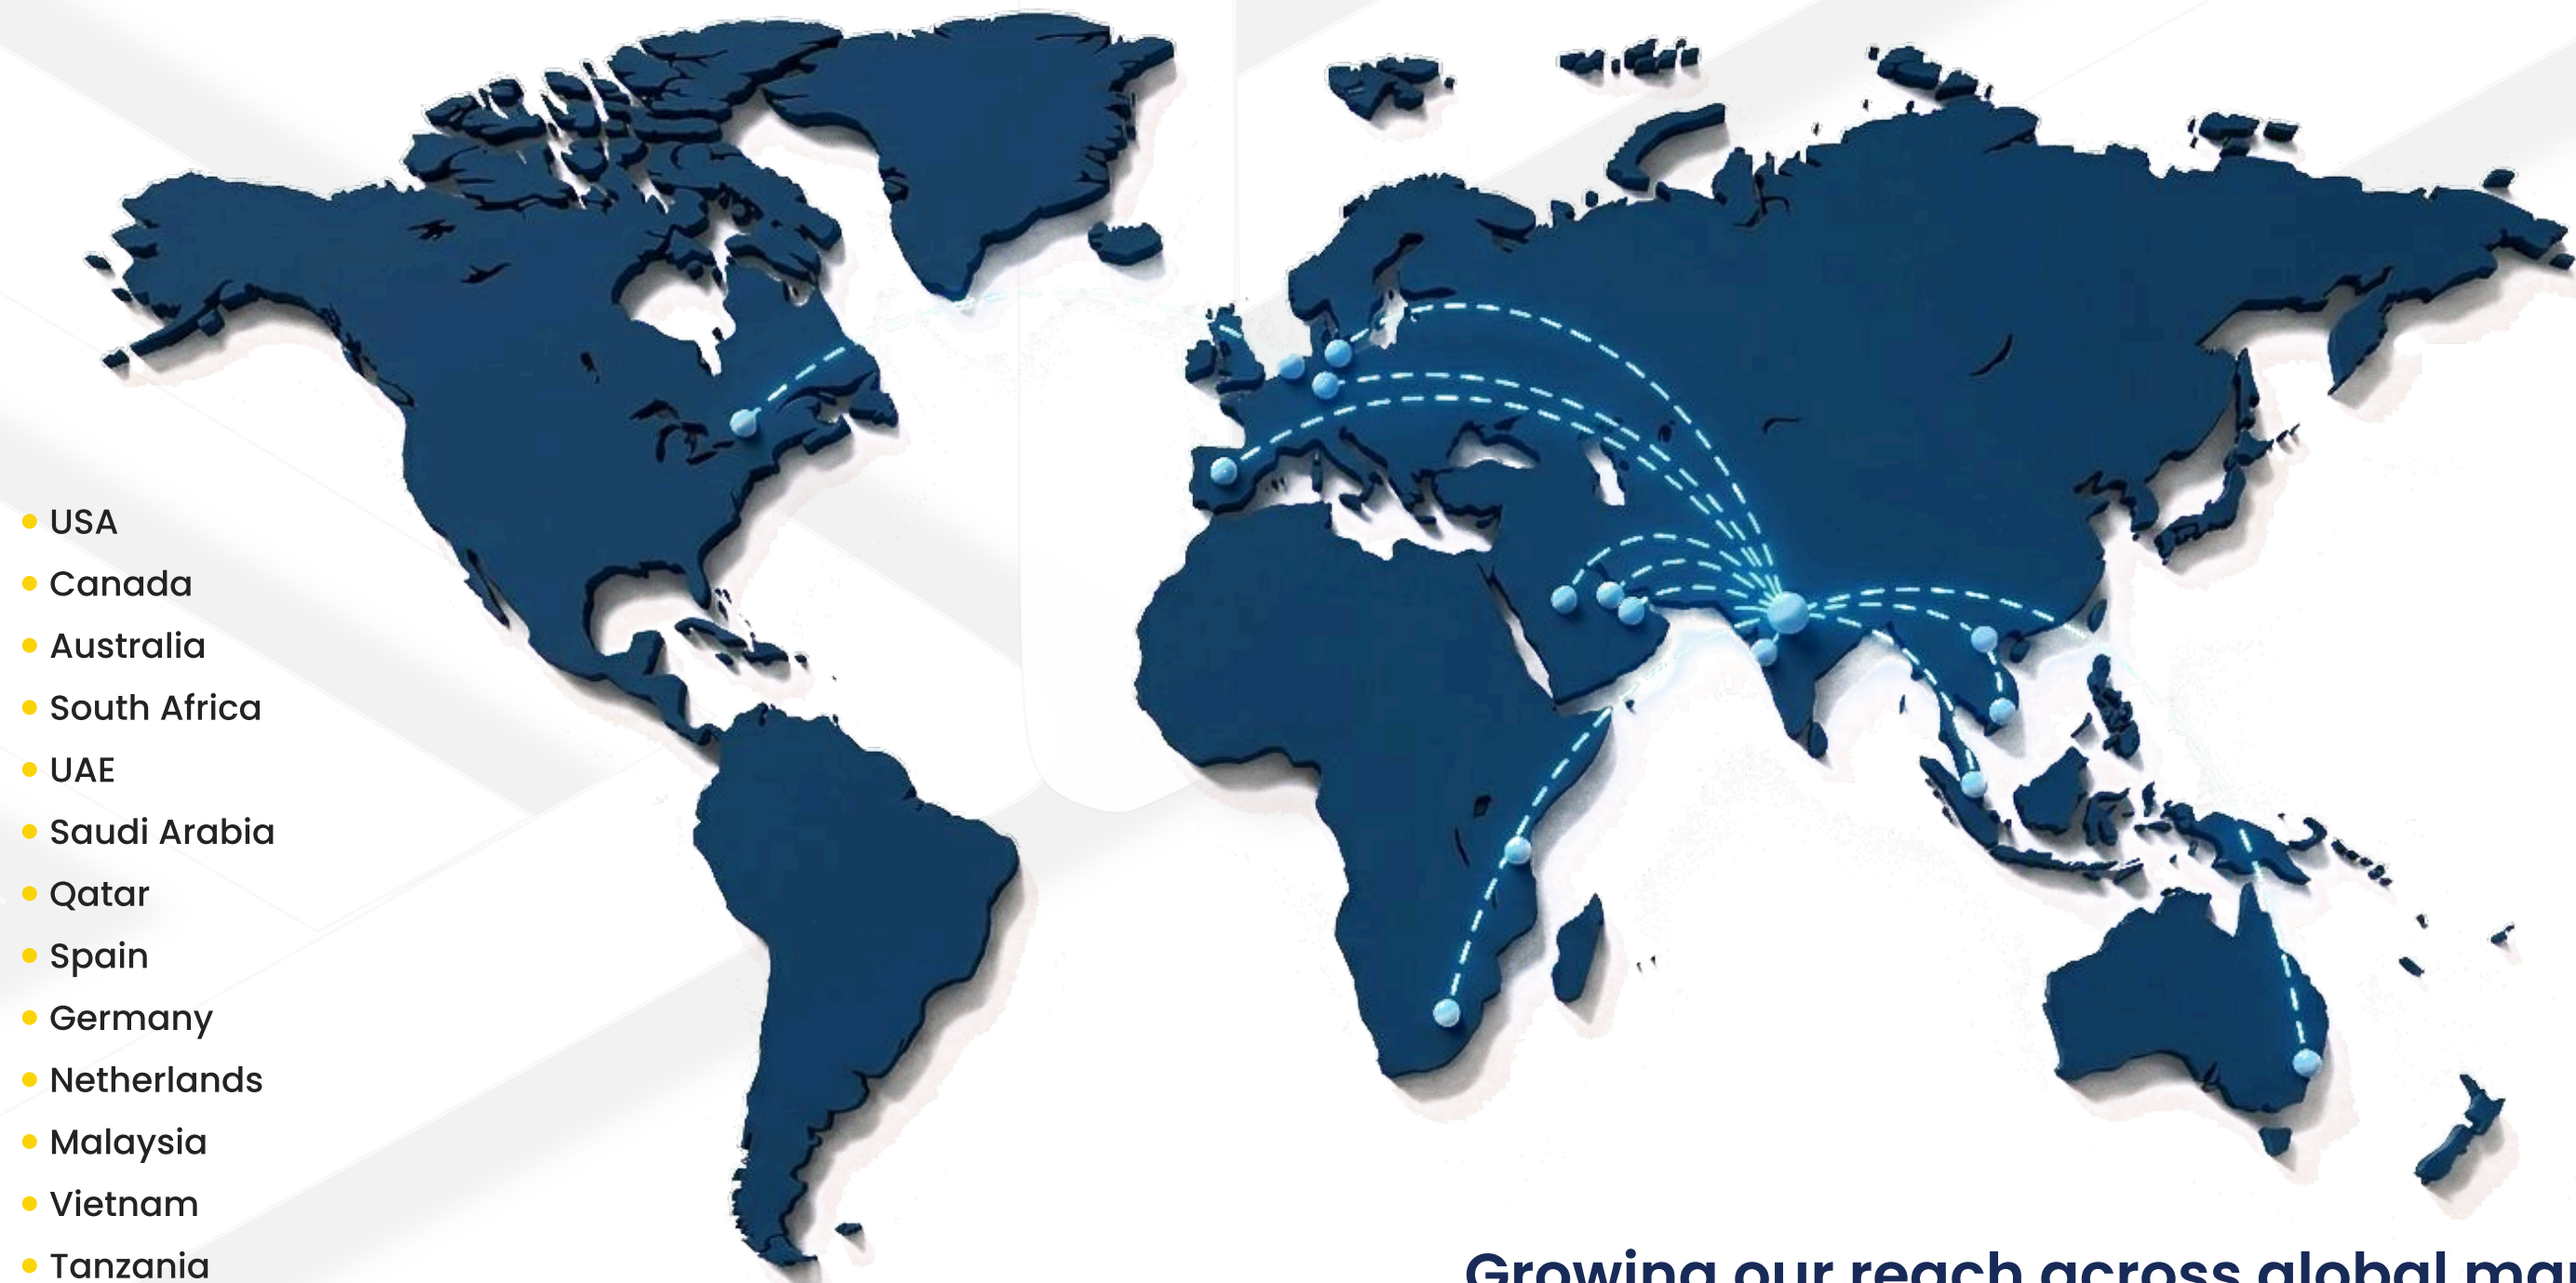 USA
Canada
Australia
South Africa
UAE
Saudi Arabia
Qatar
Spain
Germany
Netherlands
Malaysia
Vietnam
Tanzania
Growing our reach across global